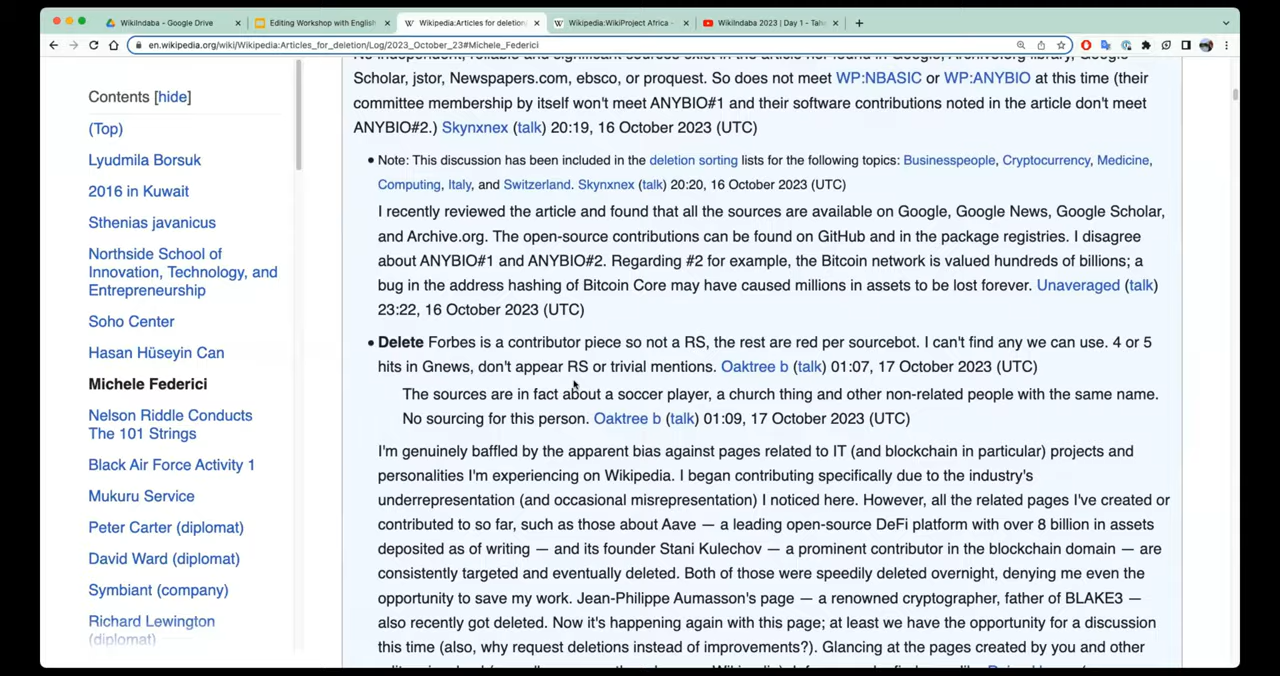 WikiIndaba - Google Drive
Editing Workshop with English
Wikipedia:Articles for deletion/
Wikipedia:WikiProject Africa -
WikiIndaba 2023 | Day 1 - Tah
en.wikipedia.org/wiki/Wikipedia:Articles_for_deletion/Log/2023_October_23#Michele_Federici
Contents [hide]
(Top)
Lyudmila Borsuk
2016 in Kuwait
Sthenias javanicus
Northside School of
Innovation, Technology, and
Entrepreneurship
Soho Center
Hasan Hüseyin Can
Michele Federici
Nelson Riddle Conducts
The 101 Strings
Black Air Force Activity 1
Mukuru Service
Peter Carter (diplomat)
David Ward (diplomat)
Symbiant (company)
Richard Lewington
(diplomat)
Scholar, jstor, Newspapers.com, ebsco, or proquest. So does not meet WP:NBASIC or WP:ANYBIO at this time (their
committee membership by itself won't meet ANYBIO#1 and their software contributions noted in the article don't meet
ANYBIO#2.) Skynxnex (talk) 20:19, 16 October 2023 (UTC)
• Note: This discussion has been included in the deletion sorting lists for the following topics: Businesspeople, Cryptocurrency, Medicine,
Computing, Italy, and Switzerland. Skynxnex (talk) 20:20, 16 October 2023 (UTC)
I recently reviewed the article and found that all the sources are available on Google, Google News, Google Scholar,
and Archive.org. The open-source contributions can be found on GitHub and in the package registries. I disagree
about ANYBIO#1 and ANYBIO#2. Regarding #2 for example, the Bitcoin network is valued hundreds of billions; a
bug in the address hashing of Bitcoin Core may have caused millions in assets to be lost forever. Unaveraged (talk)
23:22, 16 October 2023 (UTC)
• Delete Forbes is a contributor piece so not a RS, the rest are red per sourcebot. I can't find any we can use. 4 or 5
hits in Gnews, don't appear RS or trivial mentions. Oaktree b (talk) 01:07, 17 October 2023 (UTC)
The sources are in fact about a soccer player, a church thing and other non-related people with the same name.
No sourcing for this person. Oaktree b (talk) 01:09, 17 October 2023 (UTC)
I'm genuinely baffled by the apparent bias against pages related to IT (and blockchain in particular) projects and
personalities I'm experiencing on Wikipedia. I began contributing specifically due to the industry's
underrepresentation (and occasional misrepresentation) I noticed here. However, all the related pages I've created or
contributed to so far, such as those about Aave — a leading open-source DeFi platform with over 8 billion in assets
deposited as of writing — and its founder Stani Kulechov — a prominent contributor in the blockchain domain — are
consistently targeted and eventually deleted. Both of those were speedily deleted overnight, denying me even the
opportunity to save my work. Jean-Philippe Aumasson's page — a renowned cryptographer, father of BLAKE3 —
also recently got deleted. Now it's happening again with this page; at least we have the opportunity for a discussion
this time (also, why request deletions instead of improvements?). Glancing at the pages created by you and other